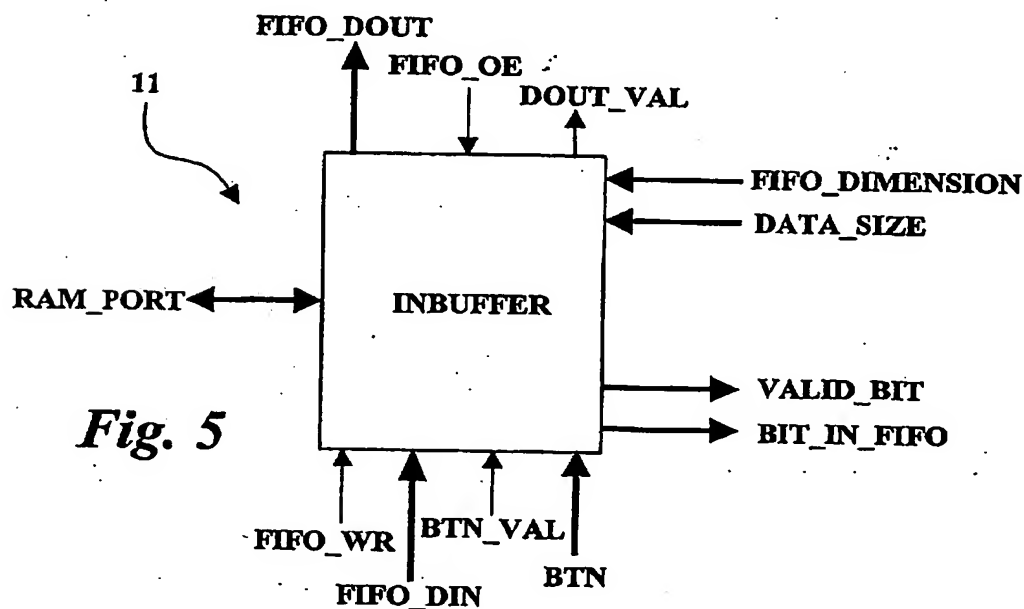 FIFO_DOUT
FIFO_OE
11
DOUT_VAL
FIFO_DIMENSION
DATA_SIZE
RAM_PORT
INBUFFER
VALID_BIT
Fig. 5
BIT_IN_FIFO
FIFO_WR
BTN_VAL
BTN
FIFO_DIN